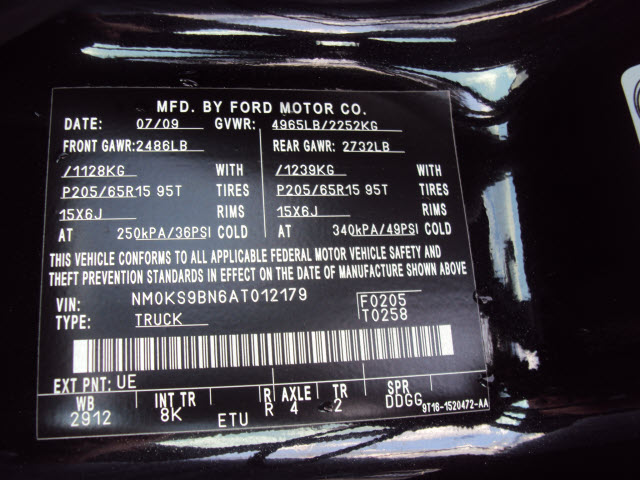 MFD. BY FORD MOTOR CO.
DATE: 07/09 GVWR: 4965LB/2252KG
FRONT GAWR:2486LB REAR GAWR: 2732LB
/1128KG WITH /1239KG WITH
P205/65R15 95T TIRES P205/65R15 95T TIRES
15X6J RIMS 15X6J RIMS
AT 250kPA/36PSI COLD AT 340kPA/49PSI COLD
THIS VEHICLE CONFORMS TO ALL APPLICABLE FEDERAL MOTOR VEHICLE SAFETY AND
THEFT PREVENTION STANDARDS IN EFFECT ON THE DATE OF MANUFACTURE SHOWN ABOVE
VIN: NM0KS9BN6AT012179 F0205
TYPE: TRUCK T0258
EXT PNT: UE
WB INT TR R AXLE TR SPR
2912 8K ETU R 4 2 DDGG
9T16-1520472-AA